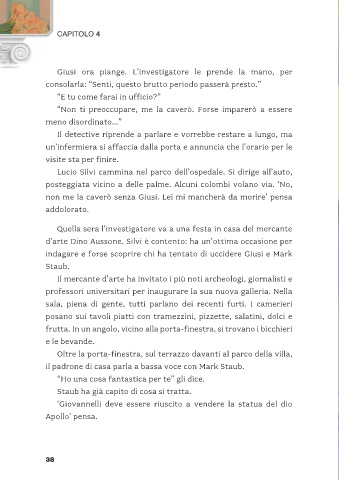 CAPITOLO 4
Giusi ora piange. L'investigatore le prende la mano, per
consolarla: "Senti, questo brutto periodo passerà presto."
"E tu come farai in ufficio?"
"Non ti preoccupare, me la caverò. Forse imparerò a essere
meno disordinato..."
Il detective riprende a parlare e vorrebbe restare a lungo, ma
un'infermiera si affaccia dalla porta e annuncia che l'orario per le
visite sta per finire.
Lucio Silvi cammina nel parco dell'ospedale. Si dirige all'auto,
posteggiata vicino a delle palme. Alcuni colombi volano via. 'No,
non me la caverò senza Giusi. Lei mi mancherà da morire' pensa
addolorato.
Quella sera l'investigatore va a una festa in casa del mercante
d'arte Dino Aussone. Silvi è contento: ha un'ottima occasione per
indagare e forse scoprire chi ha tentato di uccidere Giusi e Mark
Staub.
Il mercante d'arte ha invitato i più noti archeologi, giornalisti e
professori universitari per inaugurare la sua nuova galleria. Nella
sala, piena di gente, tutti parlano dei recenti furti. I camerieri
posano sui tavoli piatti con tramezzini, pizzette, salatini, dolci e
frutta. In un angolo, vicino alla porta-finestra, si trovano i bicchieri
e le bevande.
Oltre la porta-finestra, sul terrazzo davanti al parco della villa,
il padrone di casa parla a bassa voce con Mark Staub.
"Ho una cosa fantastica per te" gli dice.
Staub ha già capito di cosa si tratta.
'Giovannelli deve essere riuscito a vendere la statua del dio
Apollo' pensa.
38